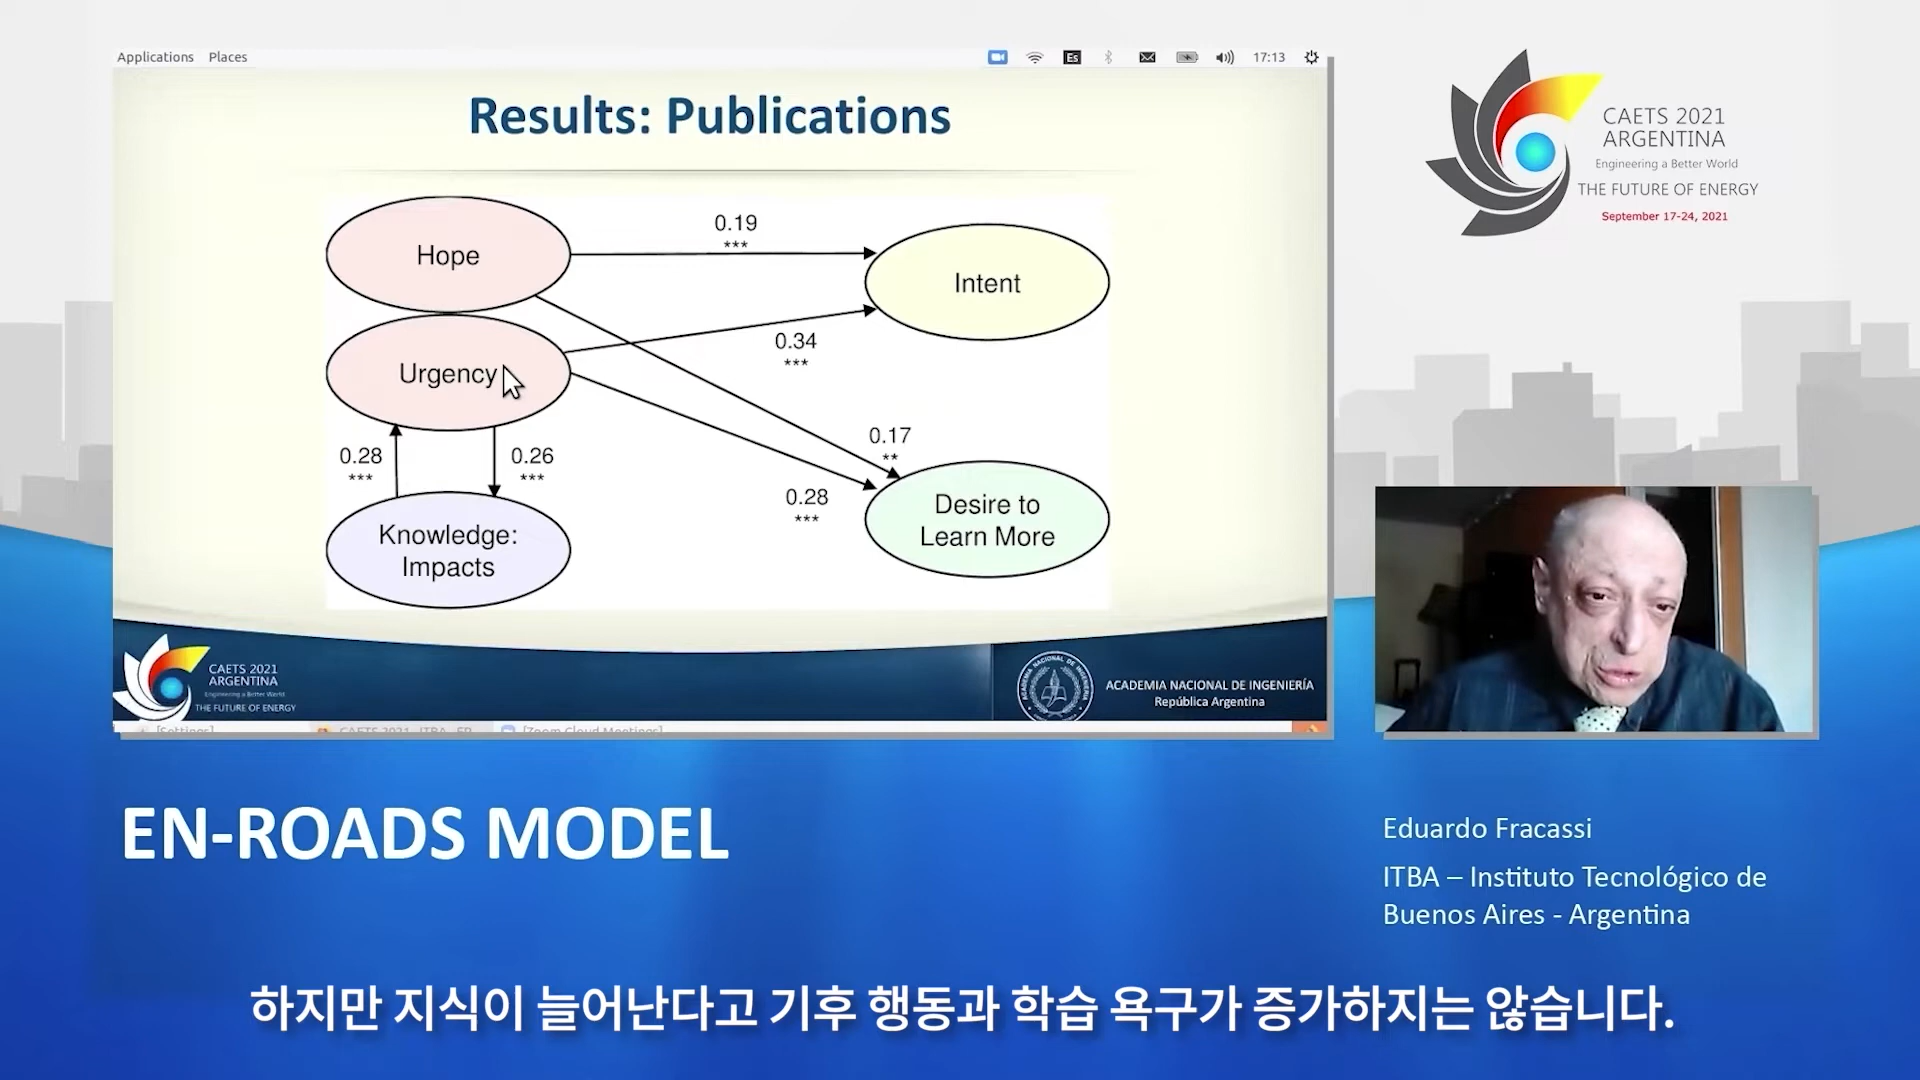 Applications Places
Es
17:13
Results: Publications
Hope
0.19
***
Intent
Urgency
0.34
***
0.28
***
0.26
***
0.17
**
0.28
***
Knowledge:
Impacts
Desire to
Learn More
CAETS 2021
ARGENTINA
Engineering a Better World
THE FUTURE OF ENERGY
ACADEMIA NACIONAL DE INGENIERÍA
República Argentina
CAETS 2021
ARGENTINA
Engineering a Better World
THE FUTURE OF ENERGY
September 17-24, 2021
EN-ROADS MODEL
Eduardo Fracassi
ITBA – Instituto Tecnológico de
Buenos Aires - Argentina
하지만 지식이 늘어난다고 기후 행동과 학습 욕구가 증가하지는 않습니다.